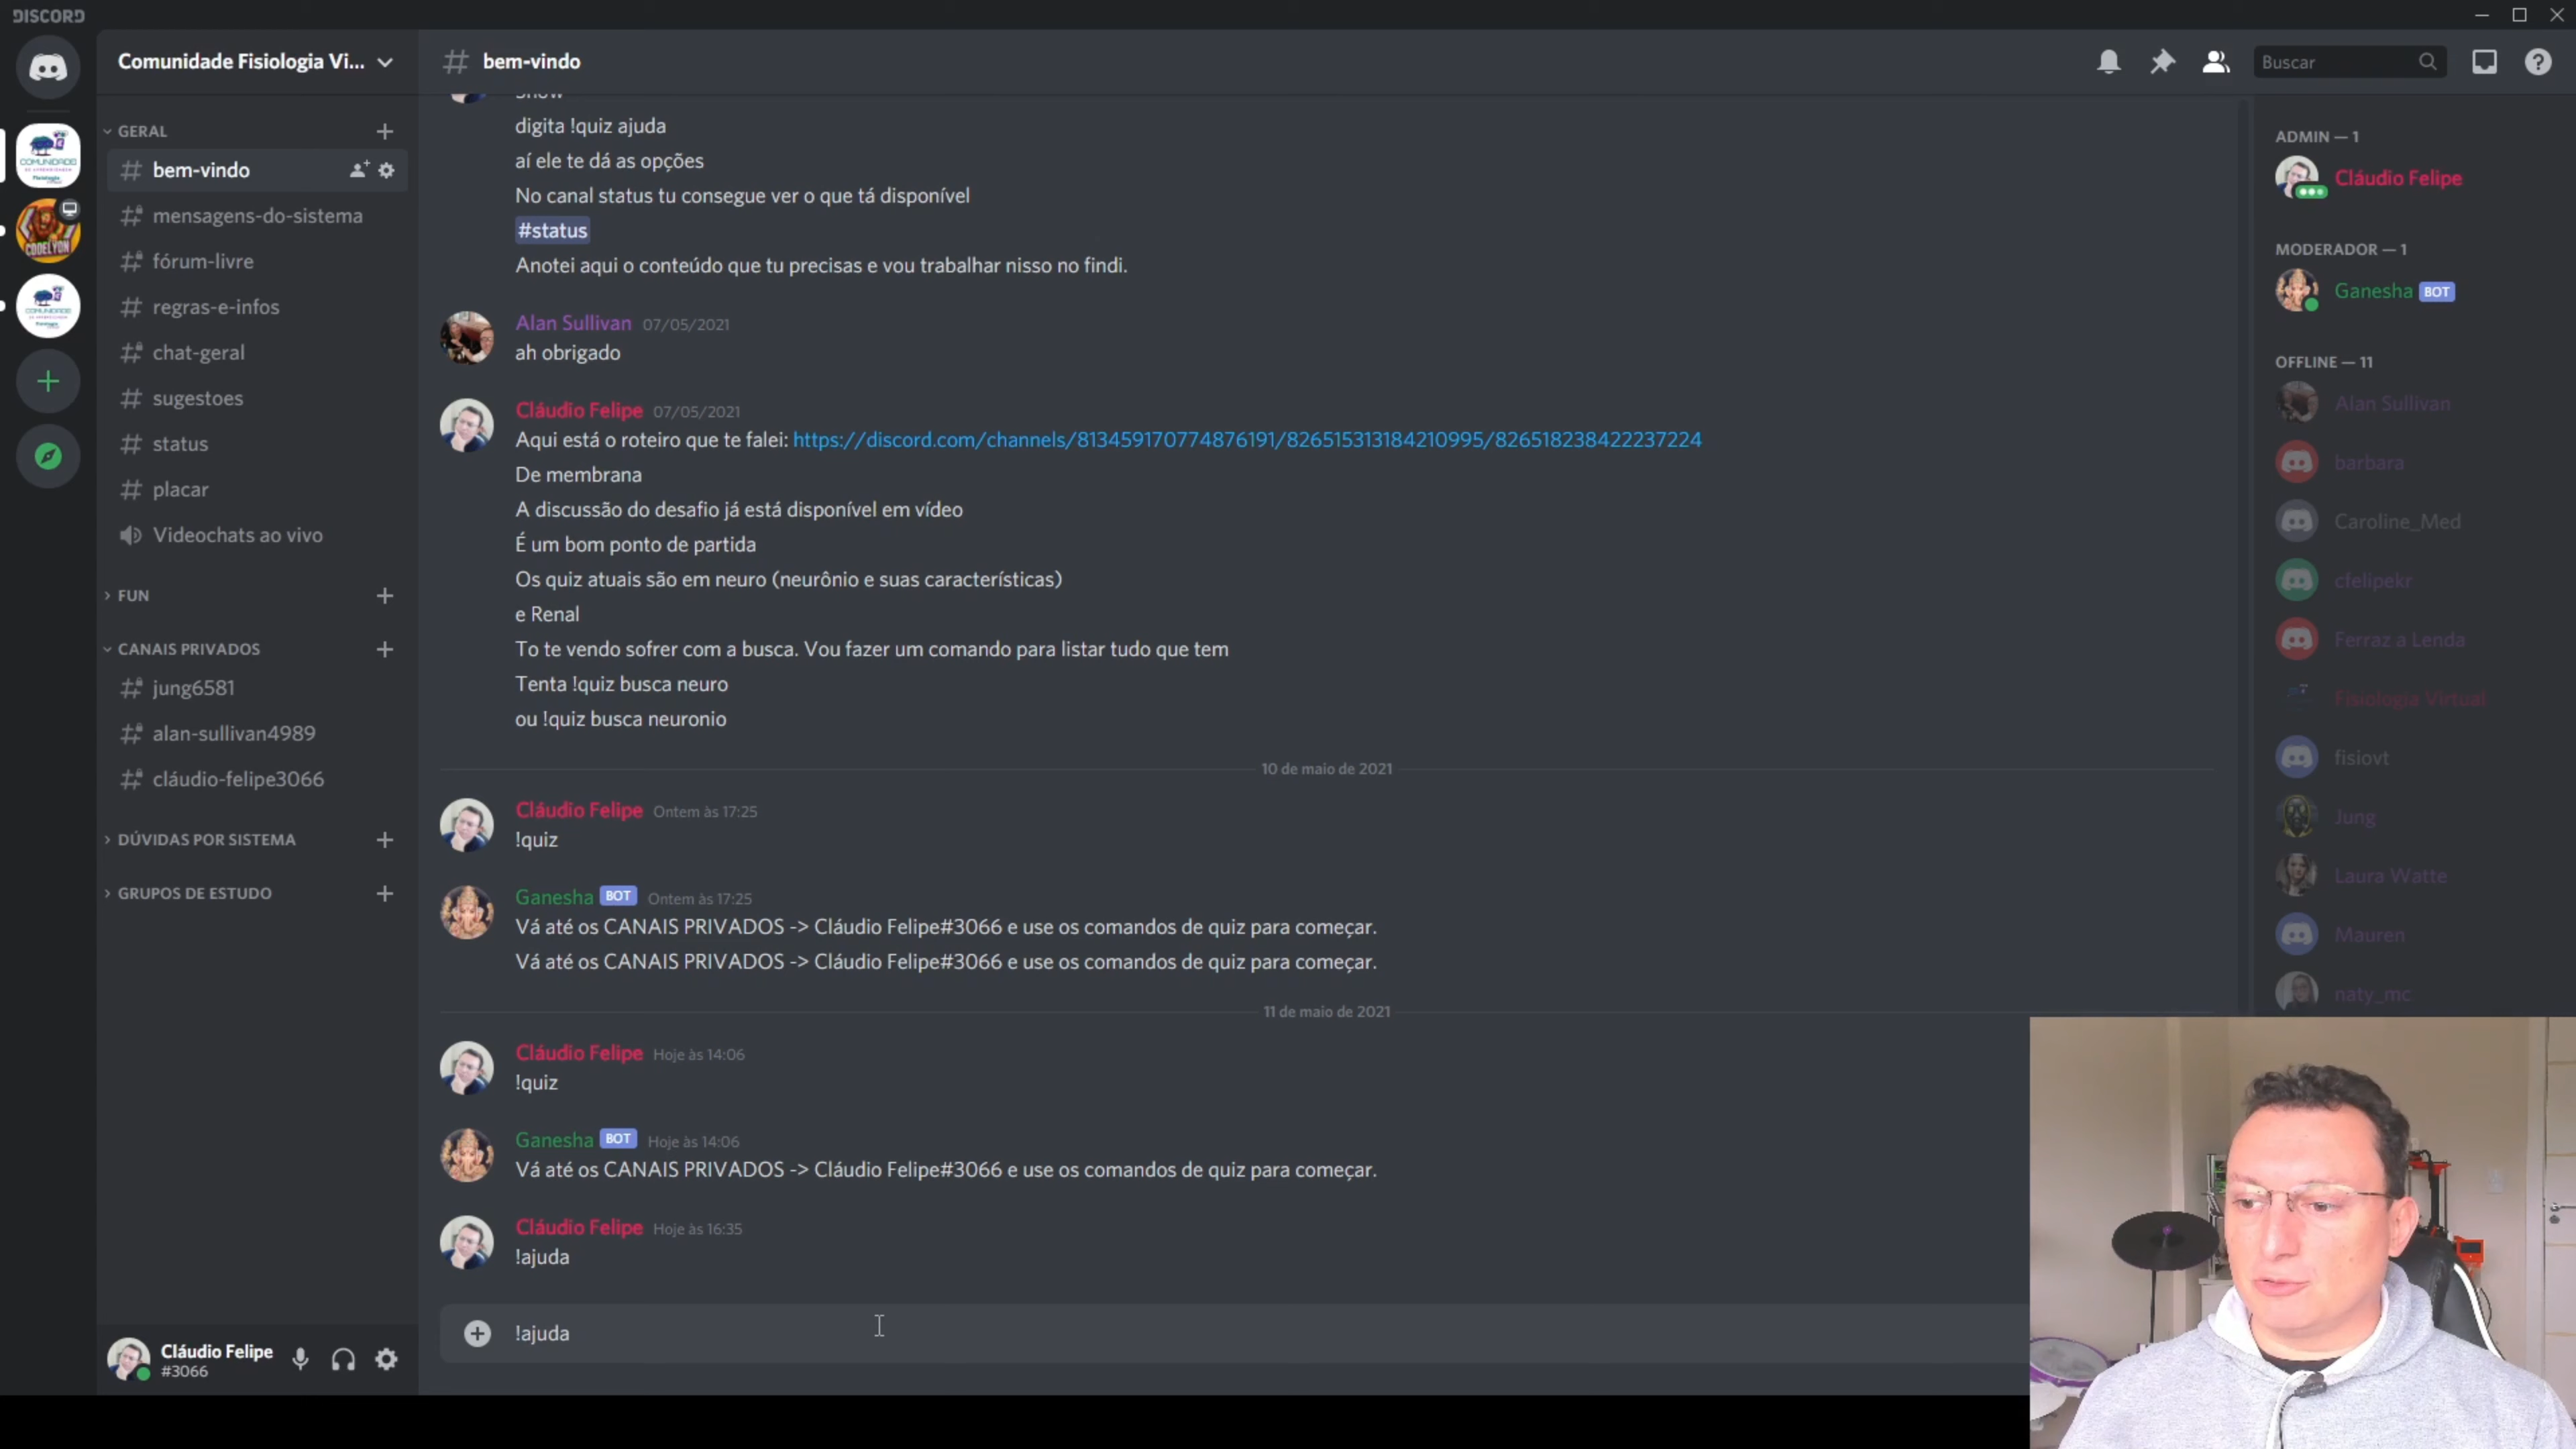 DISCORD
Comunidade Fisiologia Vi...
bem-vindo
Buscar
GERAL
bem-vindo
mensagens-do-sistema
fórum-livre
regras-e-infos
chat-geral
sugestoes
status
placar
Videochats ao vivo
FUN
CANAIS PRIVADOS
jung6581
alan-sullivan4989
cláudio-felipe3066
DÚVIDAS POR SISTEMA
GRUPOS DE ESTUDO
Cláudio Felipe
#3066
digita !quiz ajuda
aí ele te dá as opções
No canal status tu consegue ver o que tá disponível
#status
Anotei aqui o conteúdo que tu precisas e vou trabalhar nisso no findi.
Alan Sullivan 07/05/2021
ah obrigado
Cláudio Felipe 07/05/2021
Aqui está o roteiro que te falei: https://discord.com/channels/813459170774876191/826515313184210995/826518238422237224
De membrana
A discussão do desafio já está disponível em vídeo
É um bom ponto de partida
Os quiz atuais são em neuro (neurônio e suas características)
e Renal
To te vendo sofrer com a busca. Vou fazer um comando para listar tudo que tem
Tenta !quiz busca neuro
ou !quiz busca neuronio
10 de maio de 2021
Cláudio Felipe Ontem às 17:25
!quiz
Ganesha BOT Ontem às 17:25
Vá até os CANAIS PRIVADOS -> Cláudio Felipe#3066 e use os comandos de quiz para começar.
Vá até os CANAIS PRIVADOS -> Cláudio Felipe#3066 e use os comandos de quiz para começar.
11 de maio de 2021
Cláudio Felipe Hoje às 14:06
!quiz
Ganesha BOT Hoje às 14:06
Vá até os CANAIS PRIVADOS -> Cláudio Felipe#3066 e use os comandos de quiz para começar.
Cláudio Felipe Hoje às 16:35
!ajuda
!ajuda
ADMIN — 1
Cláudio Felipe
MODERADOR — 1
Ganesha BOT
OFFLINE — 11
Alan Sullivan
barbara
Caroline_Med
cfelipekr
Ferraz a Lenda
Fisiologia Virtual
fisiovt
Jung
Laura Watte
Mauren
naty_mc
COMUNIDADE
CODELYON
COMUNIDADE